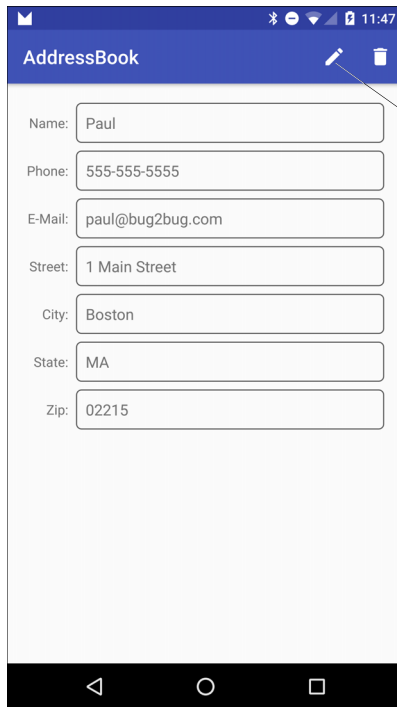 11:47
AddressBook
Name: Paul
Phone: 555-555-5555
E-Mail: paul@bug2bug.com
Street: 1 Main Street
City: Boston
State: MA
Zip: 02215